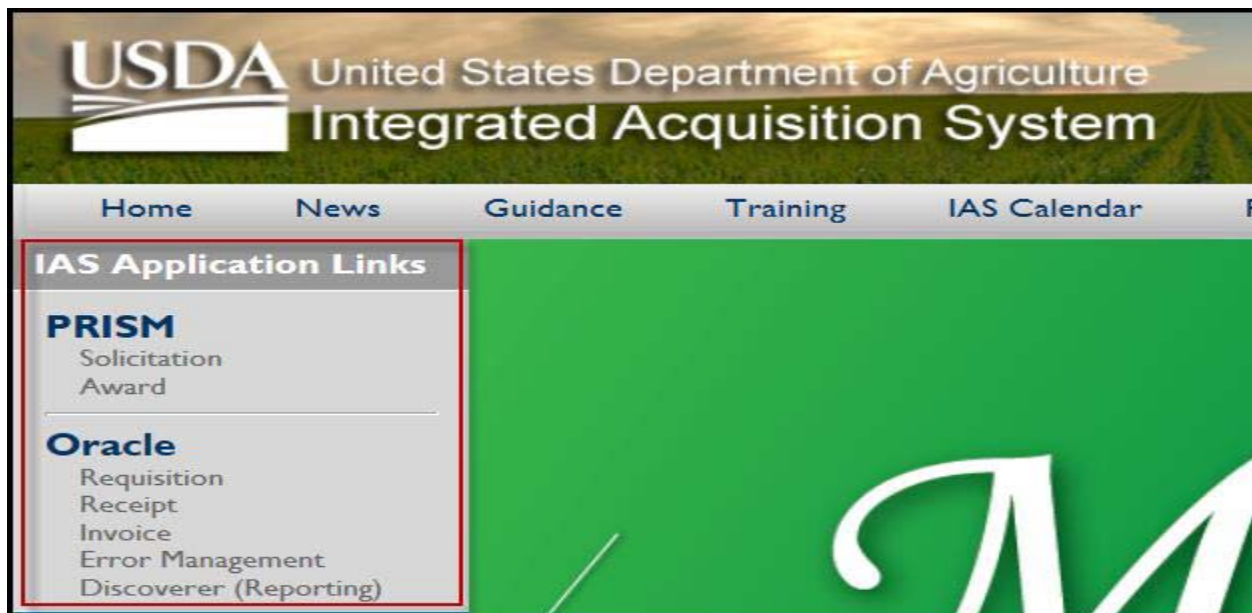 USDA United States Department of Agriculture
Integrated Acquisition System
Home News Guidance Training IAS Calendar
IAS Application Links
PRISM
Solicitation
Award
Oracle
Requisition
Receipt
Invoice
Error Management
Discoverer (Reporting)
M